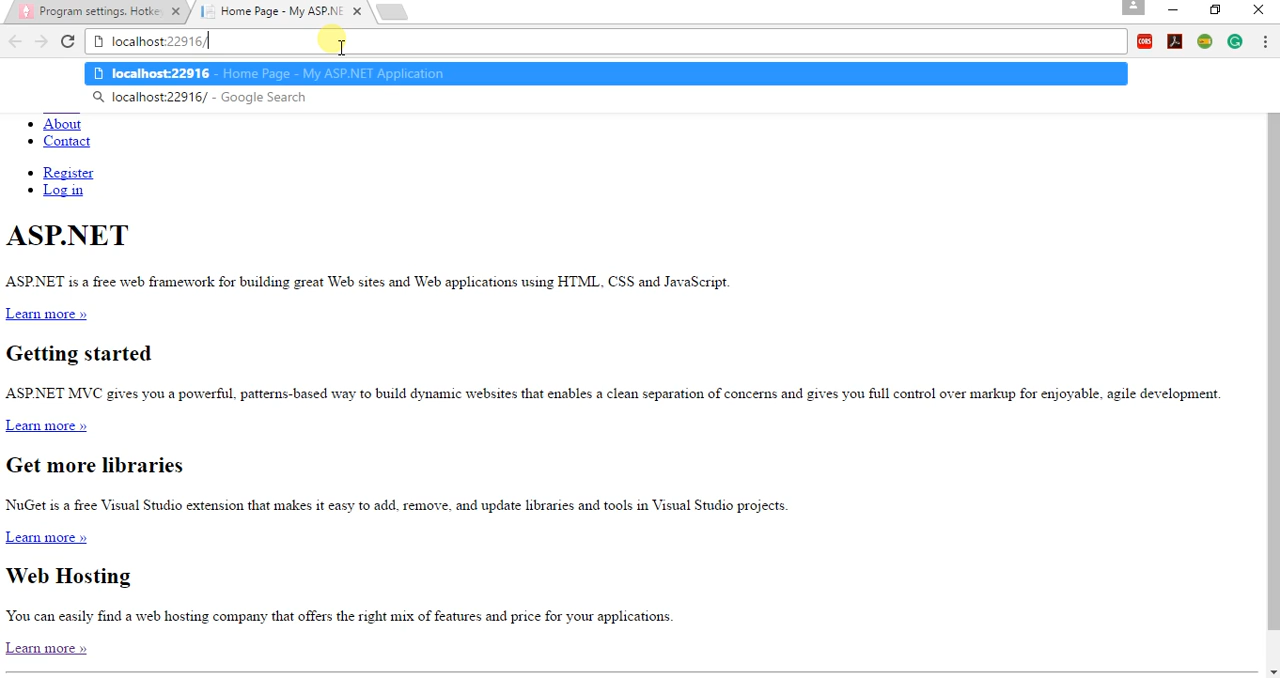 Program settings. Hotke
Home Page - My ASP.NE
localhost:22916/
CORS
localhost:22916 - Home Page - My ASP.NET Application
localhost:22916/ - Google Search
About
Contact
Register
Log in
ASP.NET
ASP.NET is a free web framework for building great Web sites and Web applications using HTML, CSS and JavaScript.
Learn more »
Getting started
ASP.NET MVC gives you a powerful, patterns-based way to build dynamic websites that enables a clean separation of concerns and gives you full control over markup for enjoyable, agile development.
Learn more »
Get more libraries
NuGet is a free Visual Studio extension that makes it easy to add, remove, and update libraries and tools in Visual Studio projects.
Learn more »
Web Hosting
You can easily find a web hosting company that offers the right mix of features and price for your applications.
Learn more »